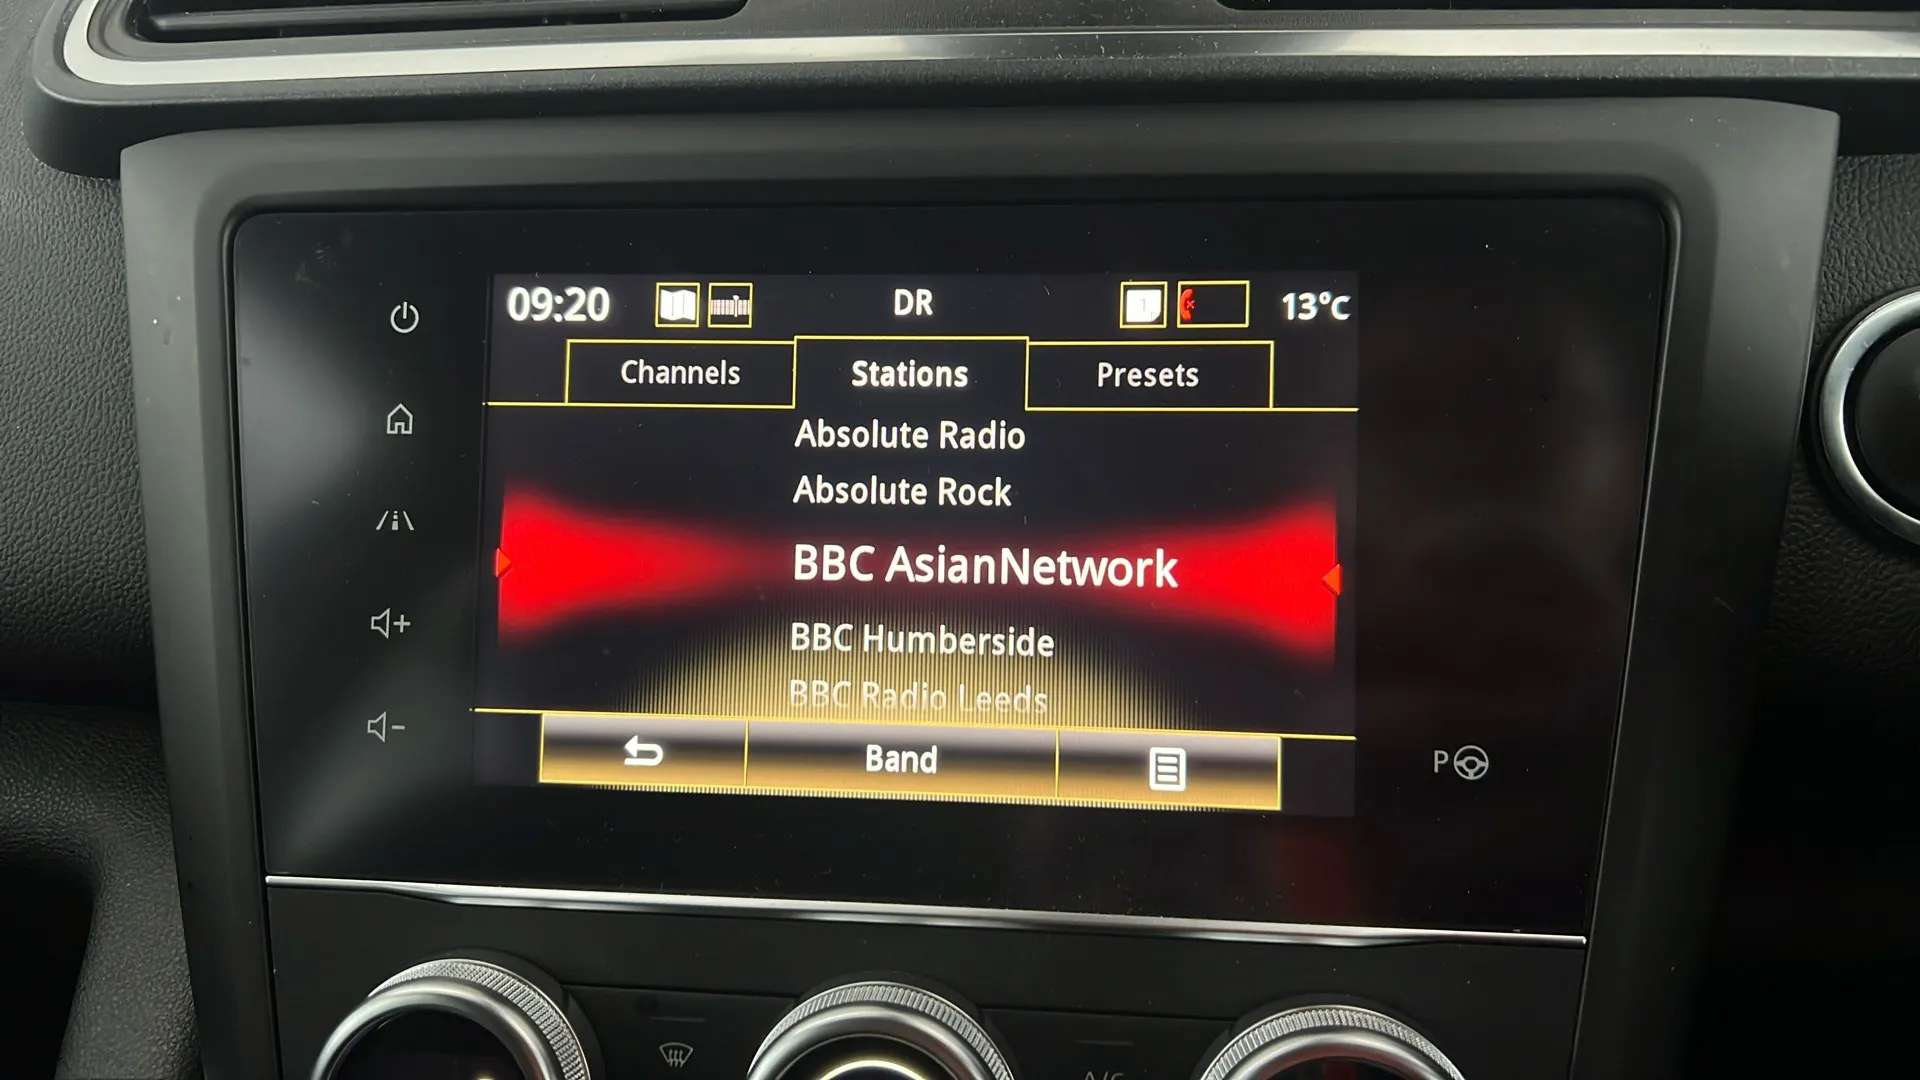 09:20 DR 13°C
Channels Stations Presets
Absolute Radio
Absolute Rock
BBC AsianNetwork
BBC Humberside
BBC Radio Leeds
Band
P
A/C